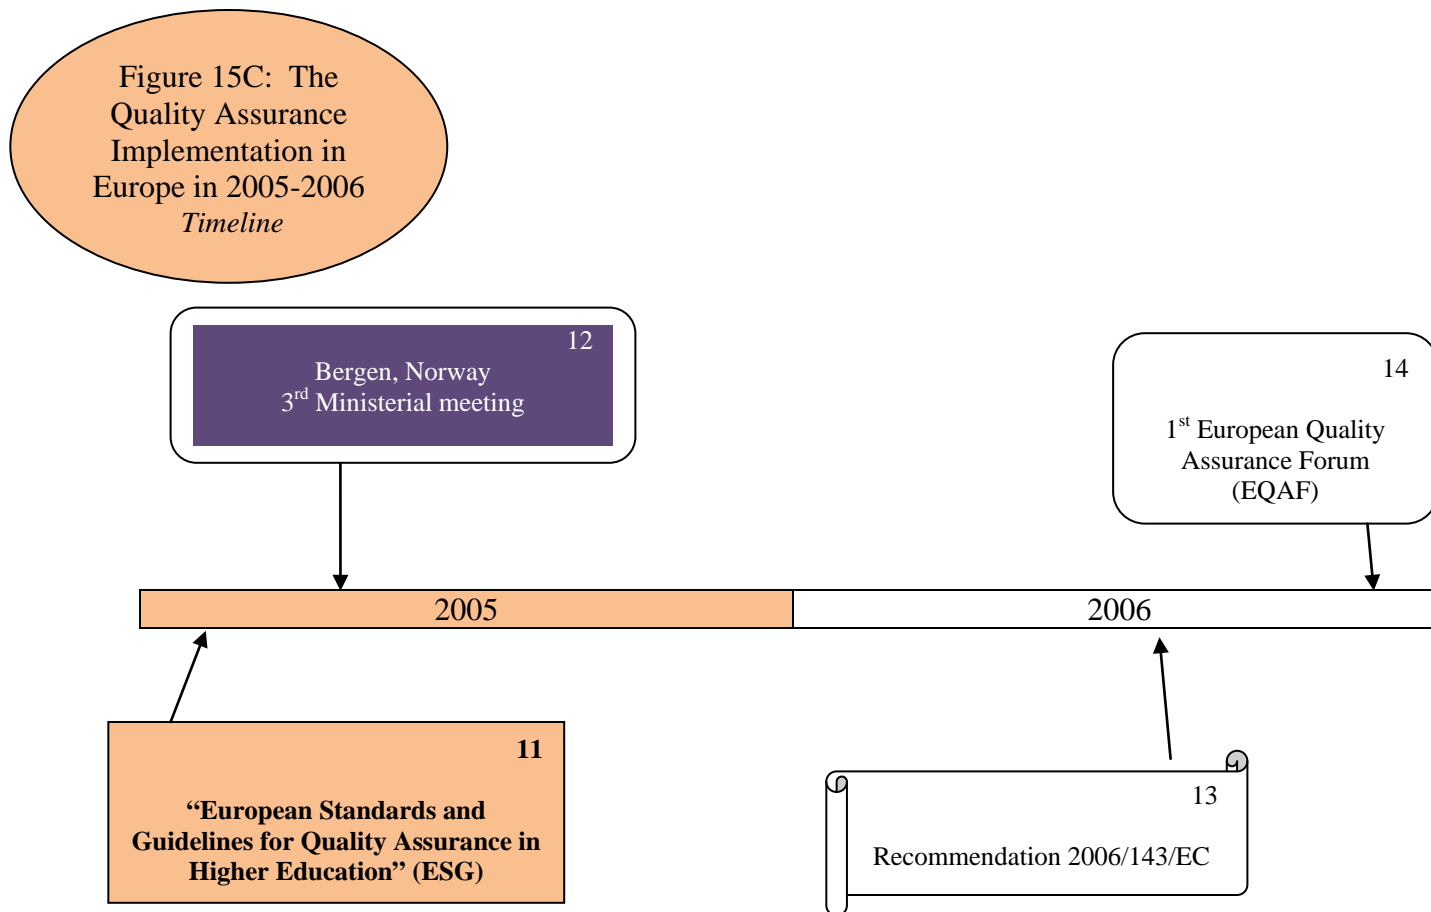 Figure 15C:  The
Quality Assurance
Implementation in
Europe in 2005-2006
Timeline
12
Bergen, Norway
3rd Ministerial meeting
14
1st European Quality
Assurance Forum
(EQAF)
2005
2006
11
“European Standards and
Guidelines for Quality Assurance in
Higher Education” (ESG)
13
Recommendation 2006/143/EC